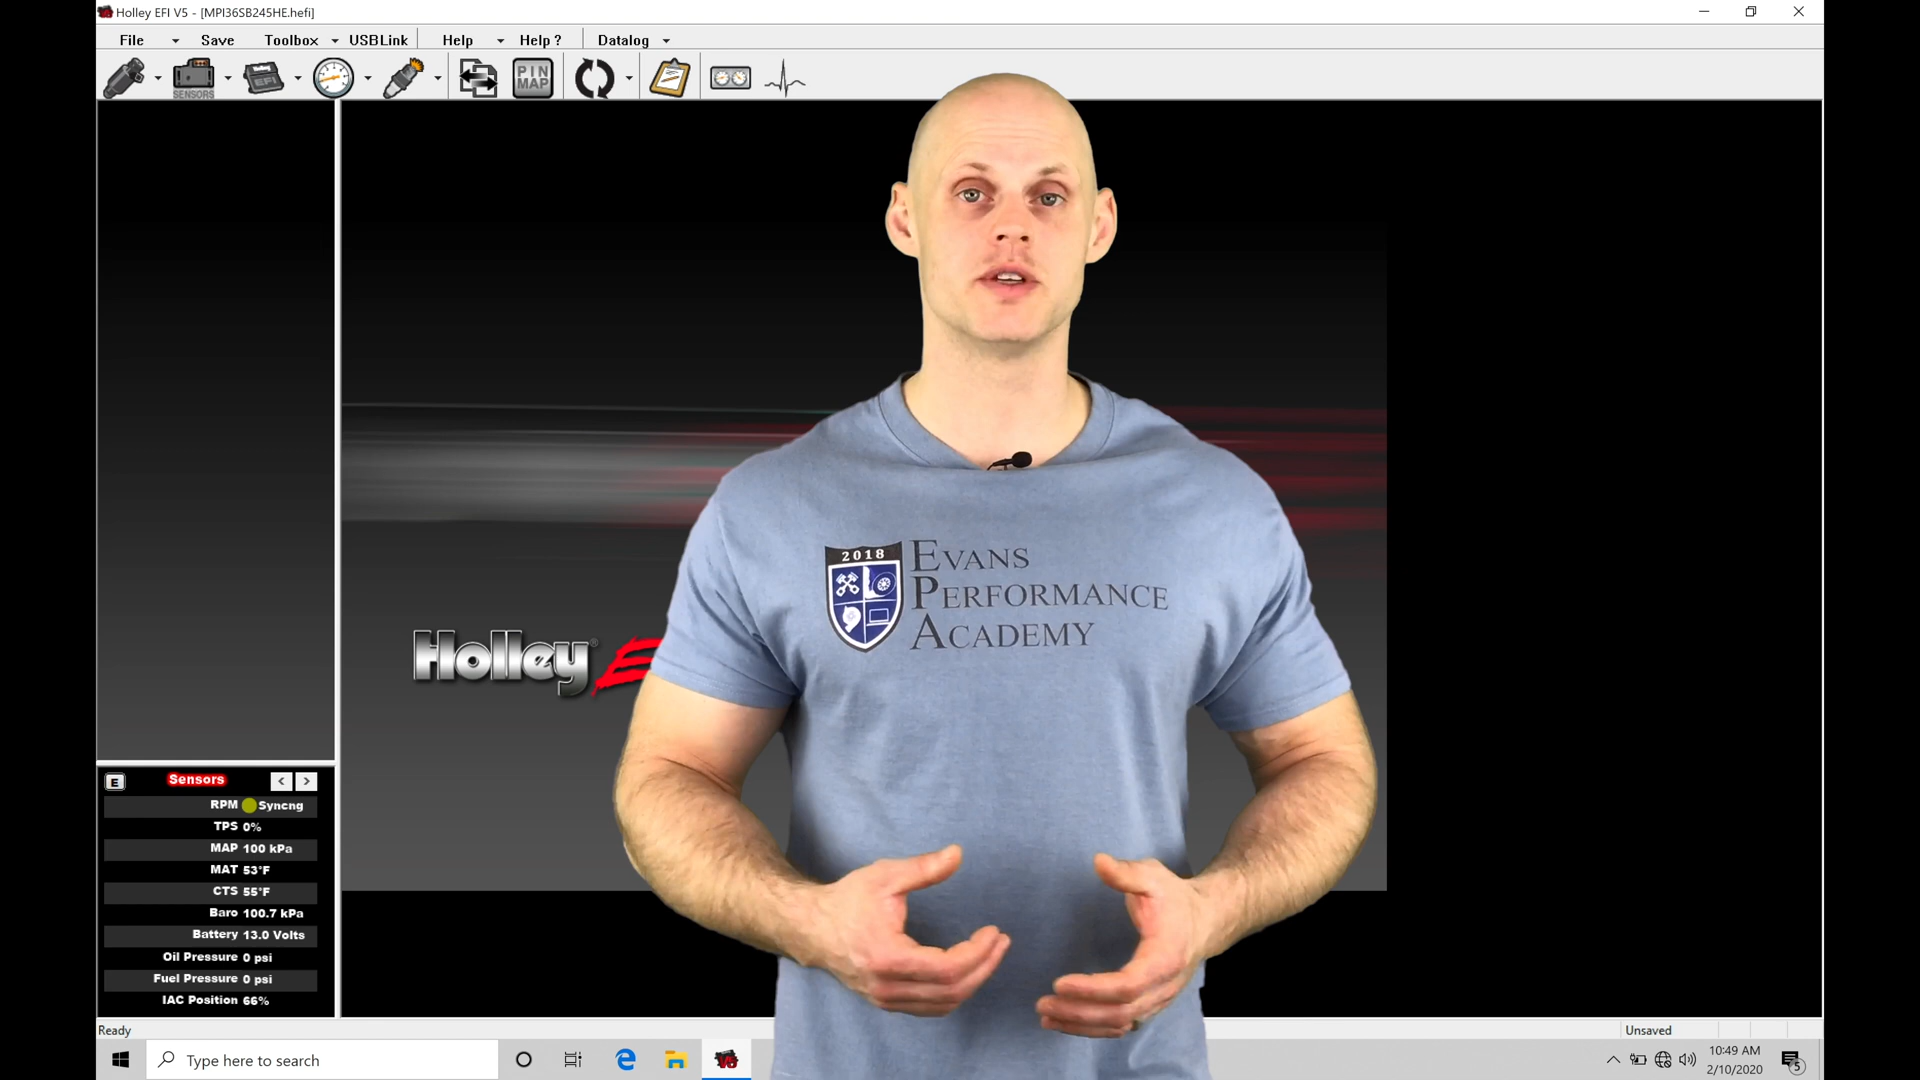 Holley EFI V5 - [MPI36SB245HE.hefi]
File Save Toolbox USBLink Help Help ? Datalog
SENSORS EFI PIN MAP
2018
EVANS
PERFORMANCE
ACADEMY
Holley®
E Sensors < >
RPM Syncng
TPS 0%
MAP 100 kPa
MAT 53°F
CTS 55°F
Baro 100.7 kPa
Battery 13.0 Volts
Oil Pressure 0 psi
Fuel Pressure 0 psi
IAC Position 66%
Ready Unsaved
Type here to search
10:49 AM
2/10/2020
5